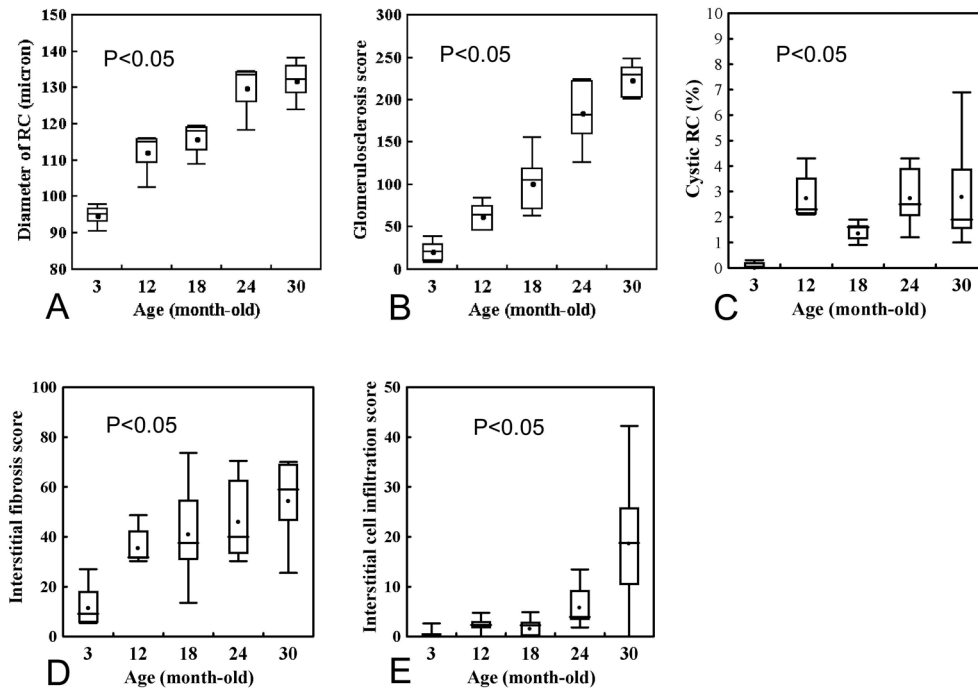 Diameter of RC (micron)
150
140
130
120
110
100
90
80
P<0.05
3 12 18 24 30
Age (month-old)
A
Glomerulosclerosis score
300
250
200
150
100
50
0
P<0.05
3 12 18 24 30
Age (month-old)
B
Cystic RC (%)
10
9
8
7
6
5
4
3
2
1
0
P<0.05
3 12 18 24 30
Age (month-old)
C
Interstitial fibrosis score
100
80
60
40
20
0
P<0.05
3 12 18 24 30
Age (month-old)
D
Interstitial cell infiltration score
50
40
30
20
10
0
P<0.05
3 12 18 24 30
Age (month-old)
E